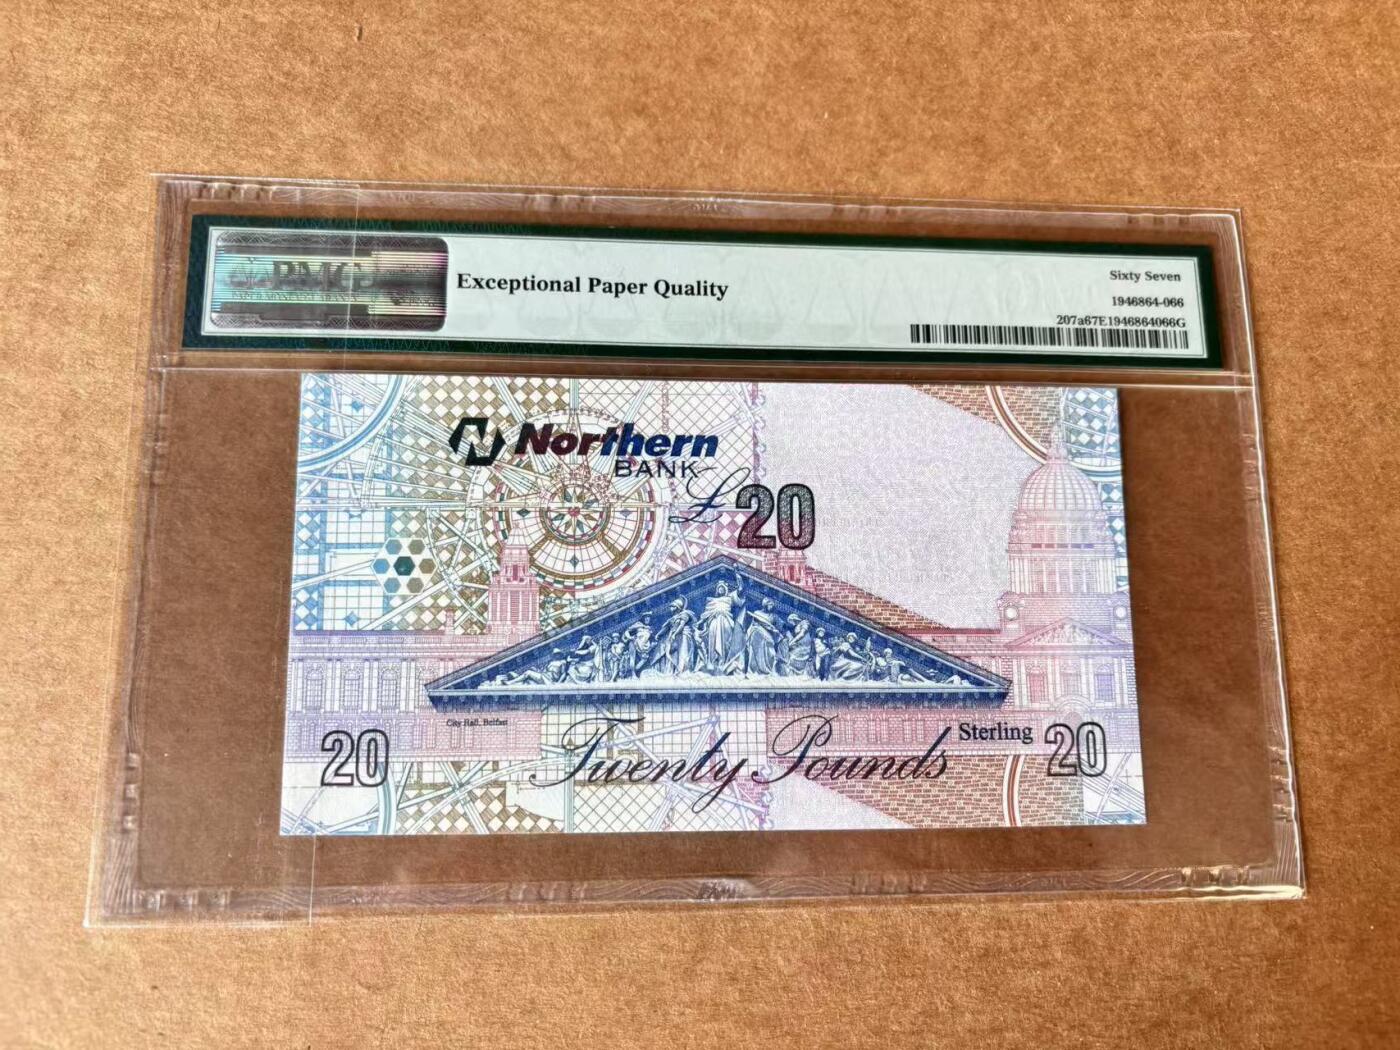 PMG
Exceptional Paper Quality
Sixty Seven
1946864-066
207a67E1946864066G
Northern
BANK
£20
City Hall, Belfast
20
Twenty Pounds
Sterling
20